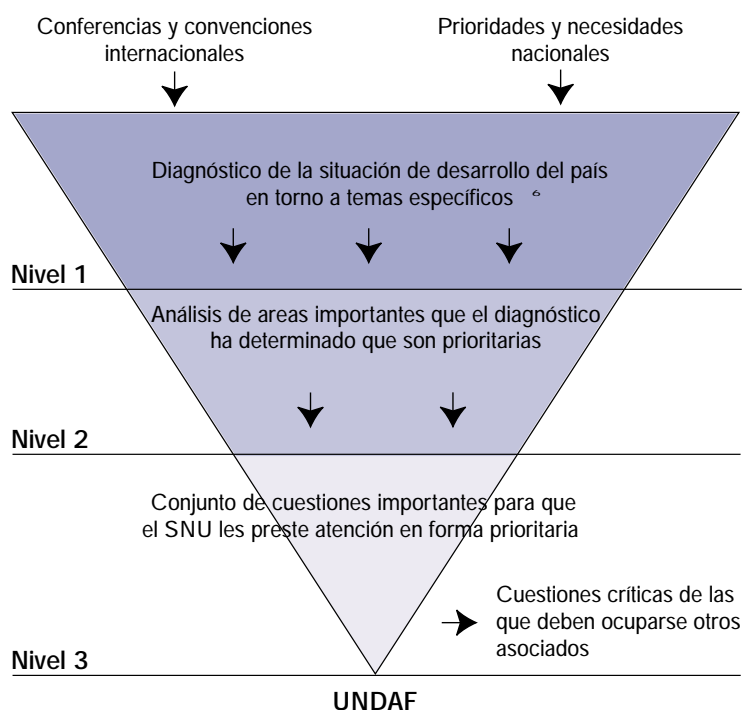 Conferencias y convenciones
internacionales
Prioridades y necesidades
nacionales
Diagnóstico de la situación de desarrollo del país
en torno a temas específicos 6
Nivel 1
Análisis de areas importantes que el diagnóstico
ha determinado que son prioritarias
Nivel 2
Conjunto de cuestiones importantes para que
el SNU les preste atención en forma prioritaria
Cuestiones críticas de las
que deben ocuparse otros
asociados
Nivel 3
UNDAF